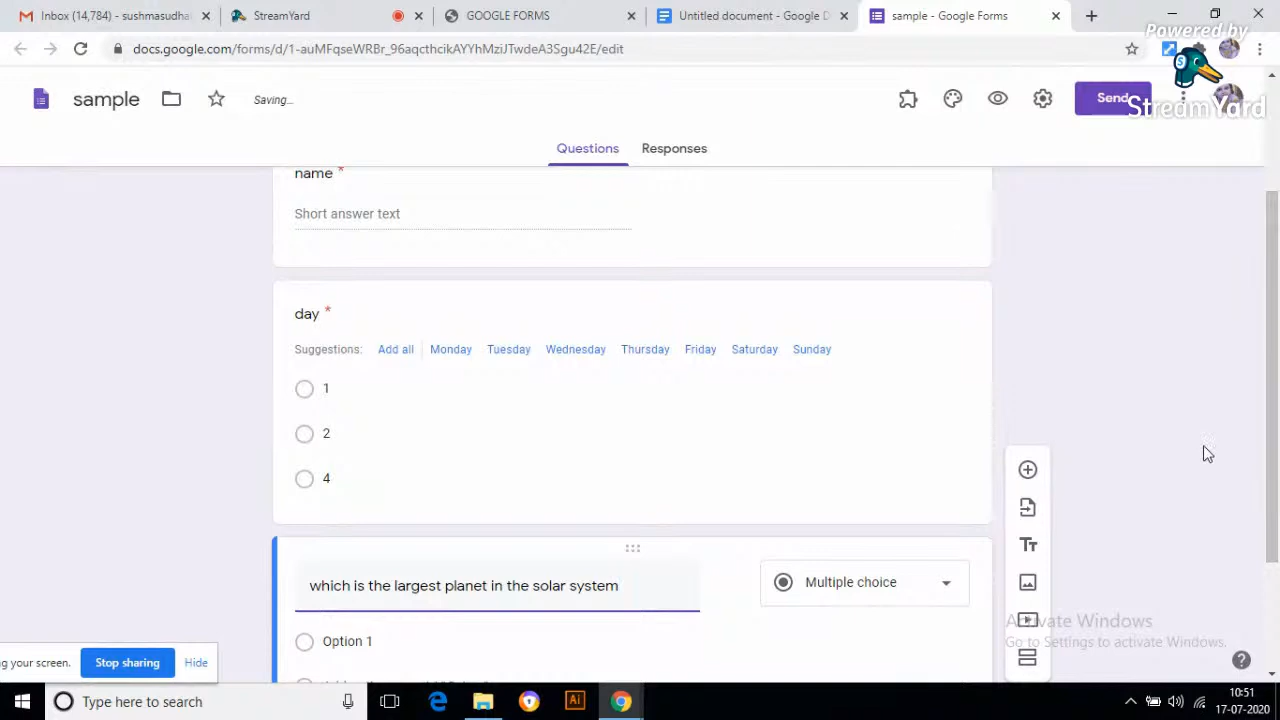 Inbox (14,784) - sushmasudha
StreamYard
GOOGLE FORMS
Untitled document - Google D
sample - Google Forms
docs.google.com/forms/d/1-auMFqseWRBr_96aqcthcikAYYhMziJTwdeA3Sgu42E/edit
Powered by
StreamYard
sample
Saving...
Send
Questions
Responses
name *
Short answer text
day *
Suggestions: Add all Monday Tuesday Wednesday Thursday Friday Saturday Sunday
1
2
4
which is the largest planet in the solar system
Multiple choice
Option 1
Activate Windows
Go to Settings to activate Windows.
g your screen. Stop sharing Hide
Type here to search
Ai
10:51
17-07-2020